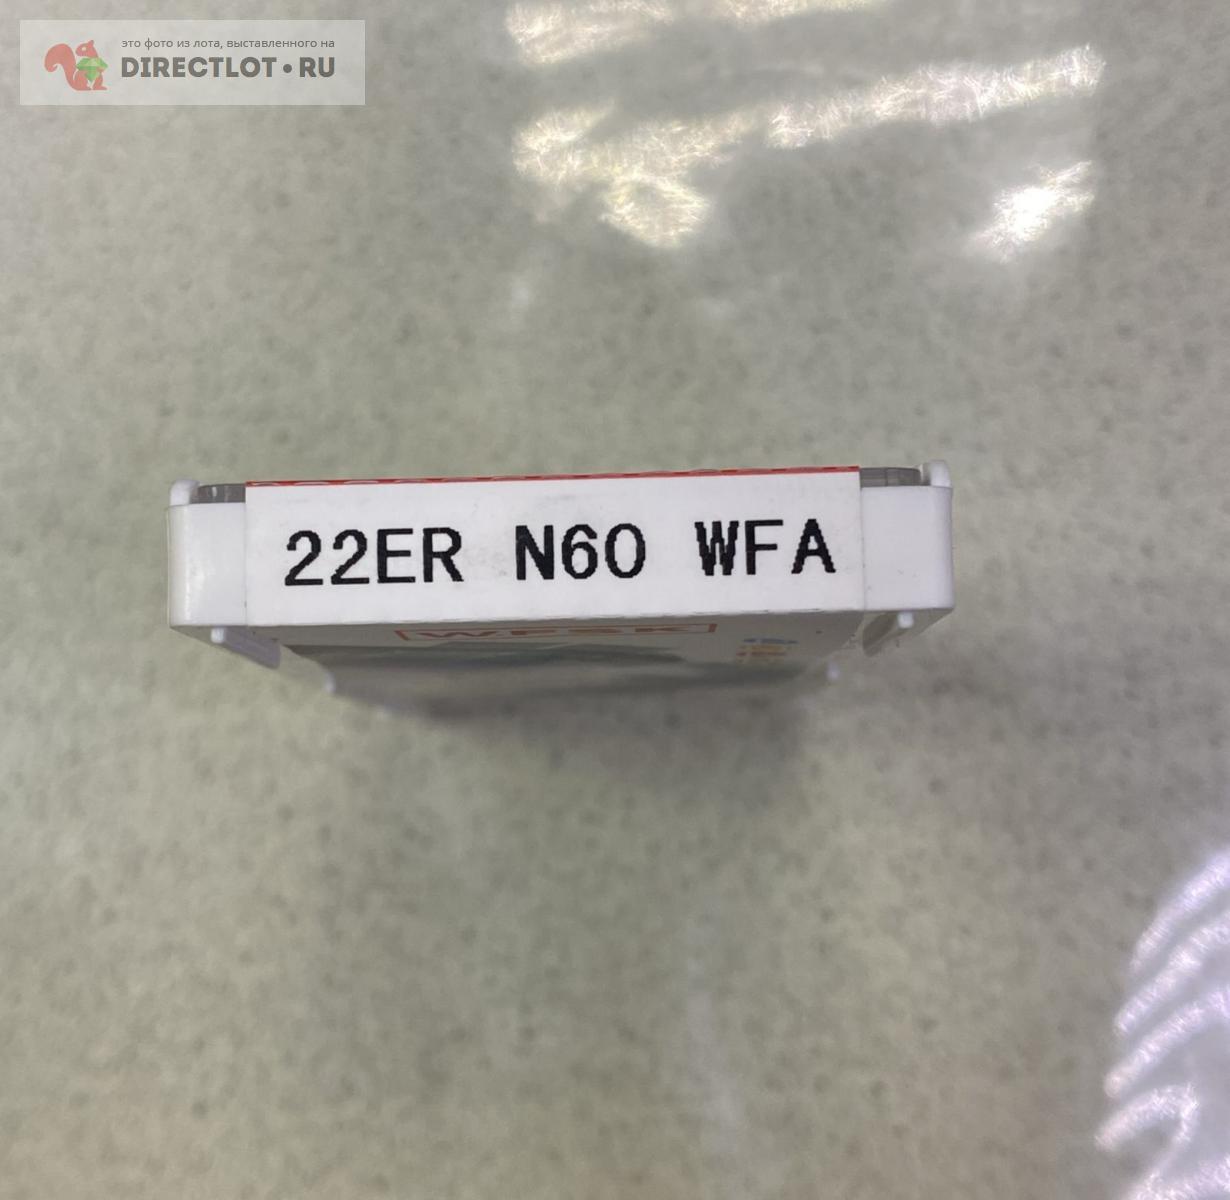 это фото из лота, выставленного на
DIRECTLOT•RU
22ER N60 WFA